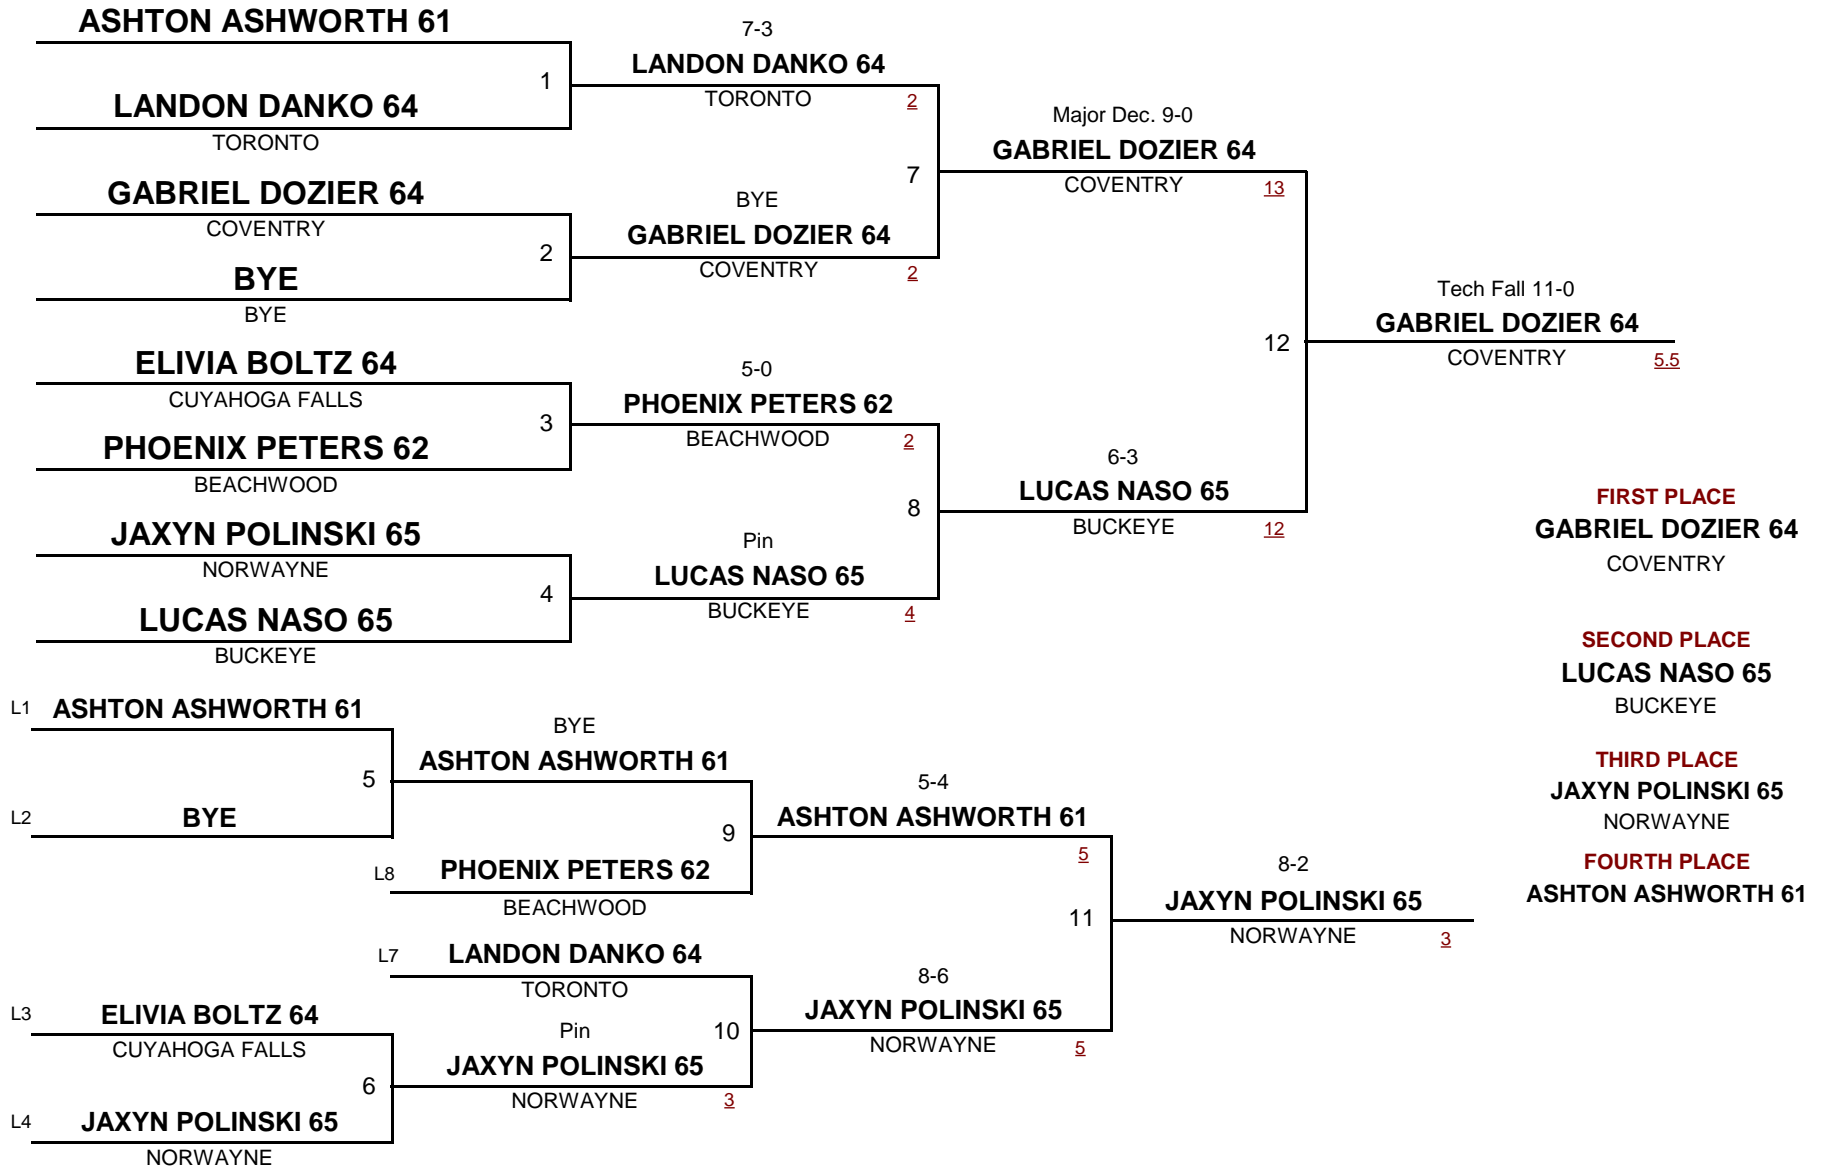 ASHTON ASHWORTH 61
1
LANDON DANKO 64
TORONTO
GABRIEL DOZIER 64
COVENTRY
2
BYE
BYE
ELIVIA BOLTZ 64
CUYAHOGA FALLS
3
PHOENIX PETERS 62
BEACHWOOD
JAXYN POLINSKI 65
NORWAYNE
4
LUCAS NASO 65
BUCKEYE
7-3
LANDON DANKO 64
TORONTO 2
7
BYE
GABRIEL DOZIER 64
COVENTRY 2
5-0
PHOENIX PETERS 62
BEACHWOOD 2
8
Pin
LUCAS NASO 65
BUCKEYE 4
Major Dec. 9-0
GABRIEL DOZIER 64
COVENTRY 13
12
6-3
LUCAS NASO 65
BUCKEYE 12
Tech Fall 11-0
GABRIEL DOZIER 64
COVENTRY 5.5
FIRST PLACE
GABRIEL DOZIER 64
COVENTRY
SECOND PLACE
LUCAS NASO 65
BUCKEYE
THIRD PLACE
JAXYN POLINSKI 65
NORWAYNE
FOURTH PLACE
ASHTON ASHWORTH 61
L1 ASHTON ASHWORTH 61
5
L2 BYE
L3 ELIVIA BOLTZ 64
CUYAHOGA FALLS
6
L4 JAXYN POLINSKI 65
NORWAYNE
BYE
ASHTON ASHWORTH 61
9
L8 PHOENIX PETERS 62
BEACHWOOD
L7 LANDON DANKO 64
TORONTO
Pin 10
JAXYN POLINSKI 65
NORWAYNE 3
5-4
ASHTON ASHWORTH 61
5
11
8-6
JAXYN POLINSKI 65
NORWAYNE 5
8-2
JAXYN POLINSKI 65
NORWAYNE 3